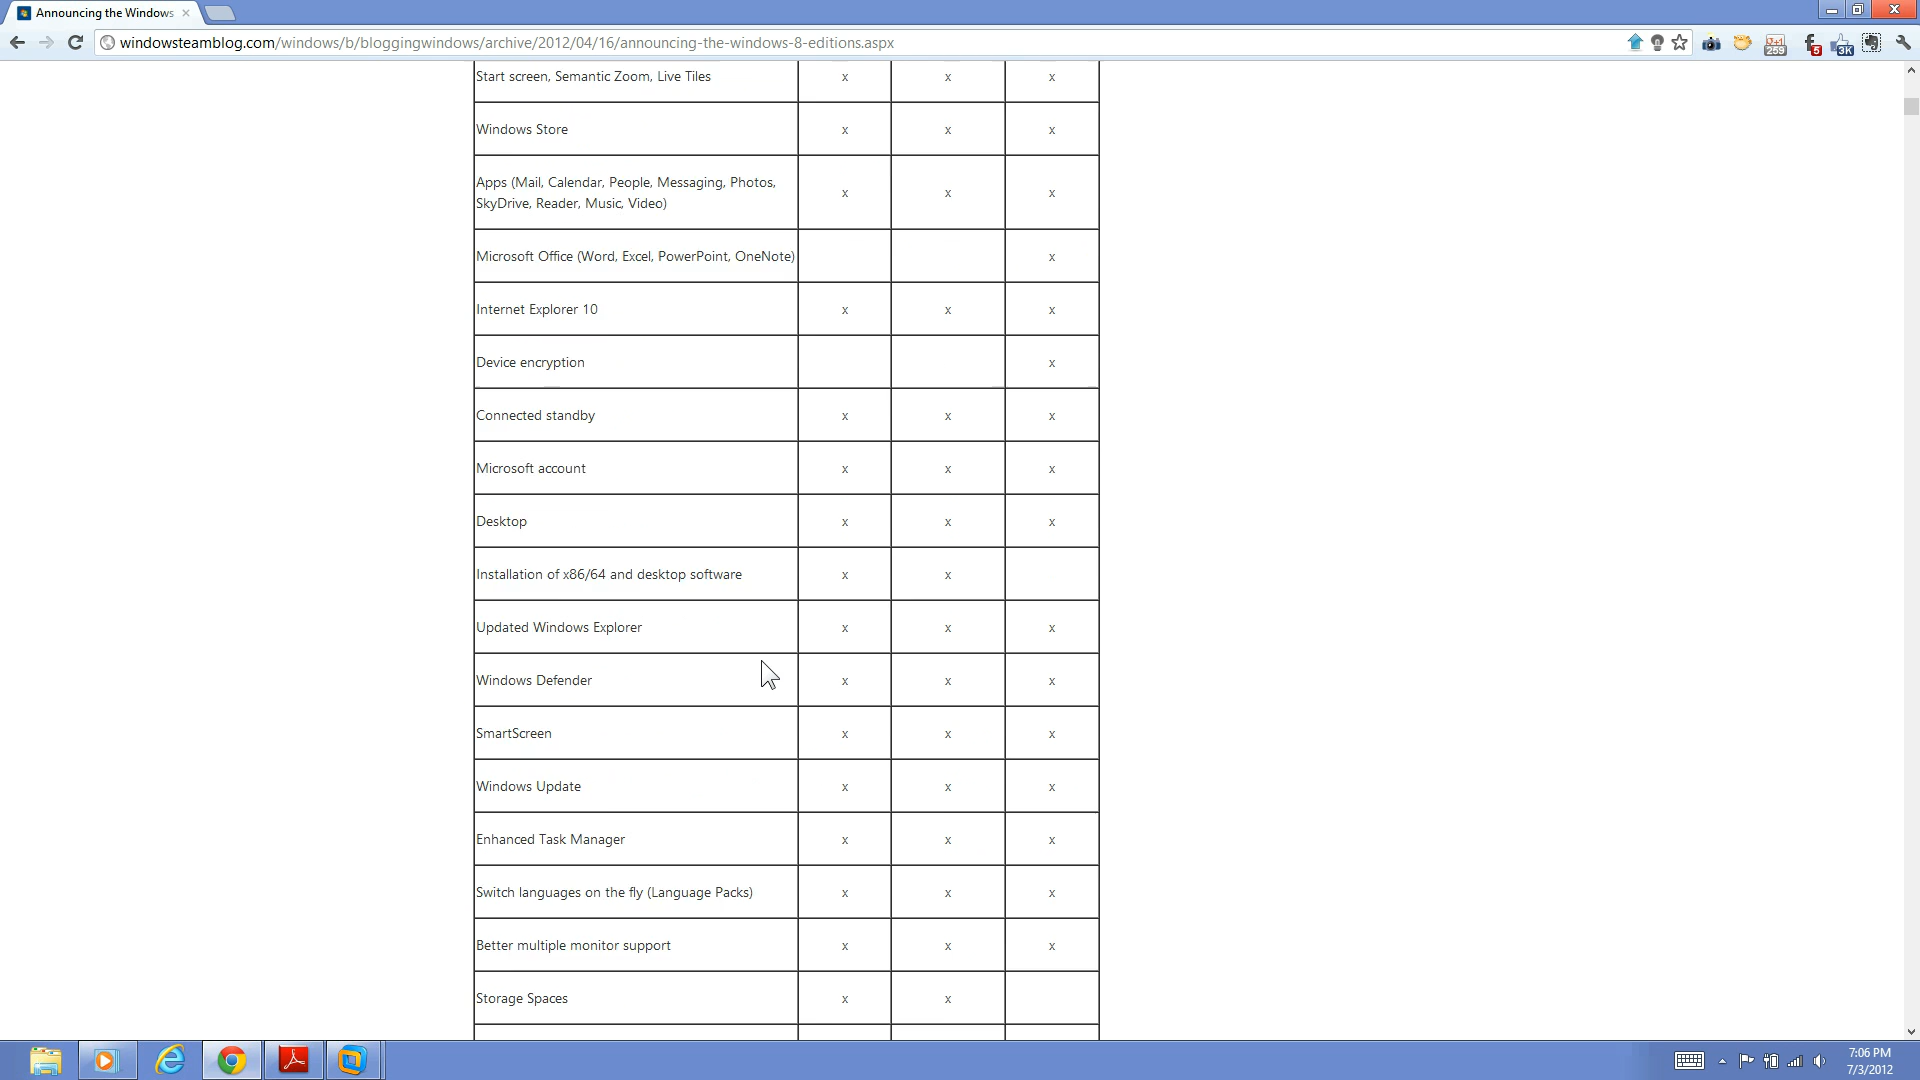 Announcing the Windows
windowsteamblog.com/windows/b/bloggingwindows/archive/2012/04/16/announcing-the-windows-8-editions.aspx
g+1
259
5
3K
Start screen, Semantic Zoom, Live Tiles x x x
Windows Store x x x
Apps (Mail, Calendar, People, Messaging, Photos,
SkyDrive, Reader, Music, Video) x x x
Microsoft Office (Word, Excel, PowerPoint, OneNote) x
Internet Explorer 10 x x x
Device encryption x
Connected standby x x x
Microsoft account x x x
Desktop x x x
Installation of x86/64 and desktop software x x
Updated Windows Explorer x x x
Windows Defender x x x
SmartScreen x x x
Windows Update x x x
Enhanced Task Manager x x x
Switch languages on the fly (Language Packs) x x x
Better multiple monitor support x x x
Storage Spaces x x
7:06 PM
7/3/2012